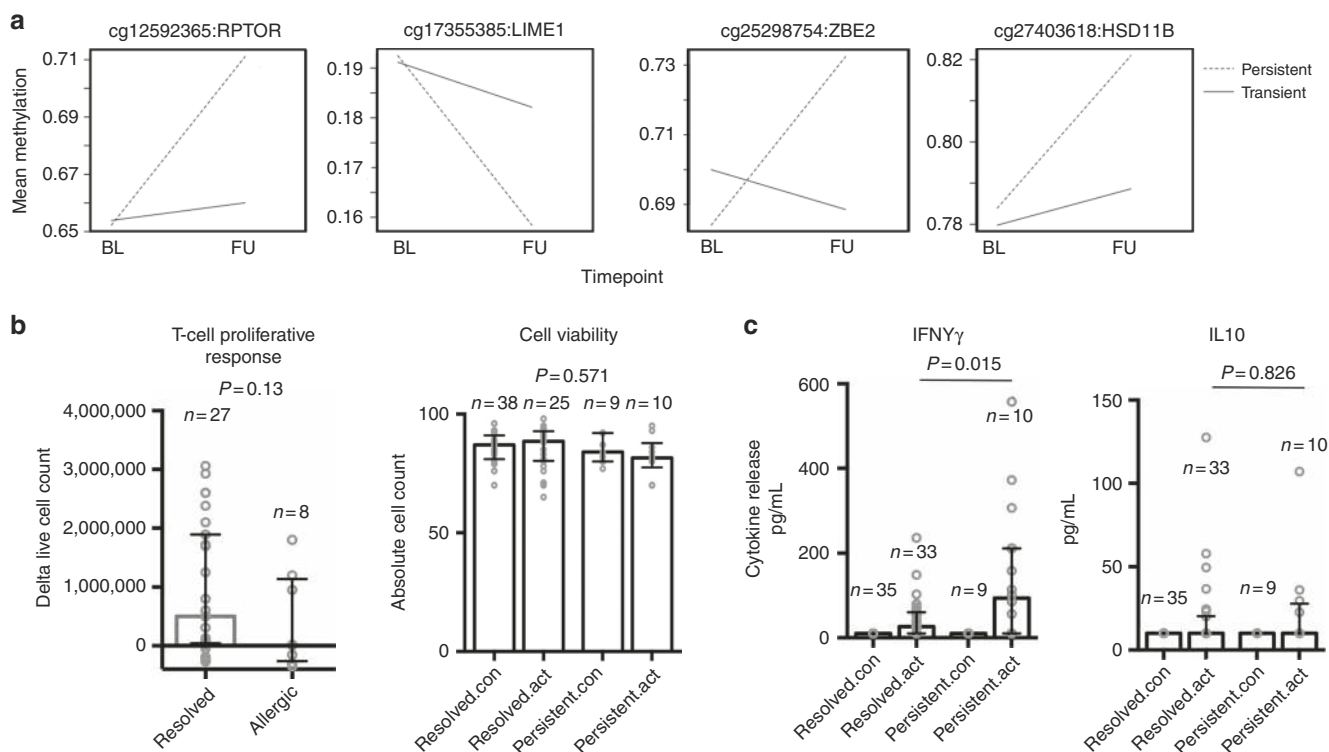 a
cg12592365:RPTOR
cg17355385:LIME1
cg25298754:ZBE2
cg27403618:HSD11B
Mean methylation
0.71
0.69
0.67
0.65
0.19
0.18
0.17
0.16
0.73
0.71
0.69
0.82
0.80
0.78
Persistent
Transient
BL
FU
BL
FU
BL
FU
BL
FU
Timepoint
b
T-cell proliferative
response
P=0.13
n=27
n=8
Delta live cell count
4,000,000
3,000,000
2,000,000
1,000,000
0
Resolved
Allergic
Cell viability
P=0.571
n=38
n=25
n=9
n=10
Absolute cell count
100
50
0
Resolved.con
Resolved.act
Persistent.con
Persistent.act
c
IFNYγ
P=0.015
n=10
n=33
n=35
n=9
Cytokine release
pg/mL
600
400
200
0
Resolved.con
Resolved.act
Persistent.con
Persistent.act
IL10
P=0.826
n=10
n=33
n=35
n=9
pg/mL
150
100
50
0
Resolved.con
Resolved.act
Persistent.con
Persistent.act